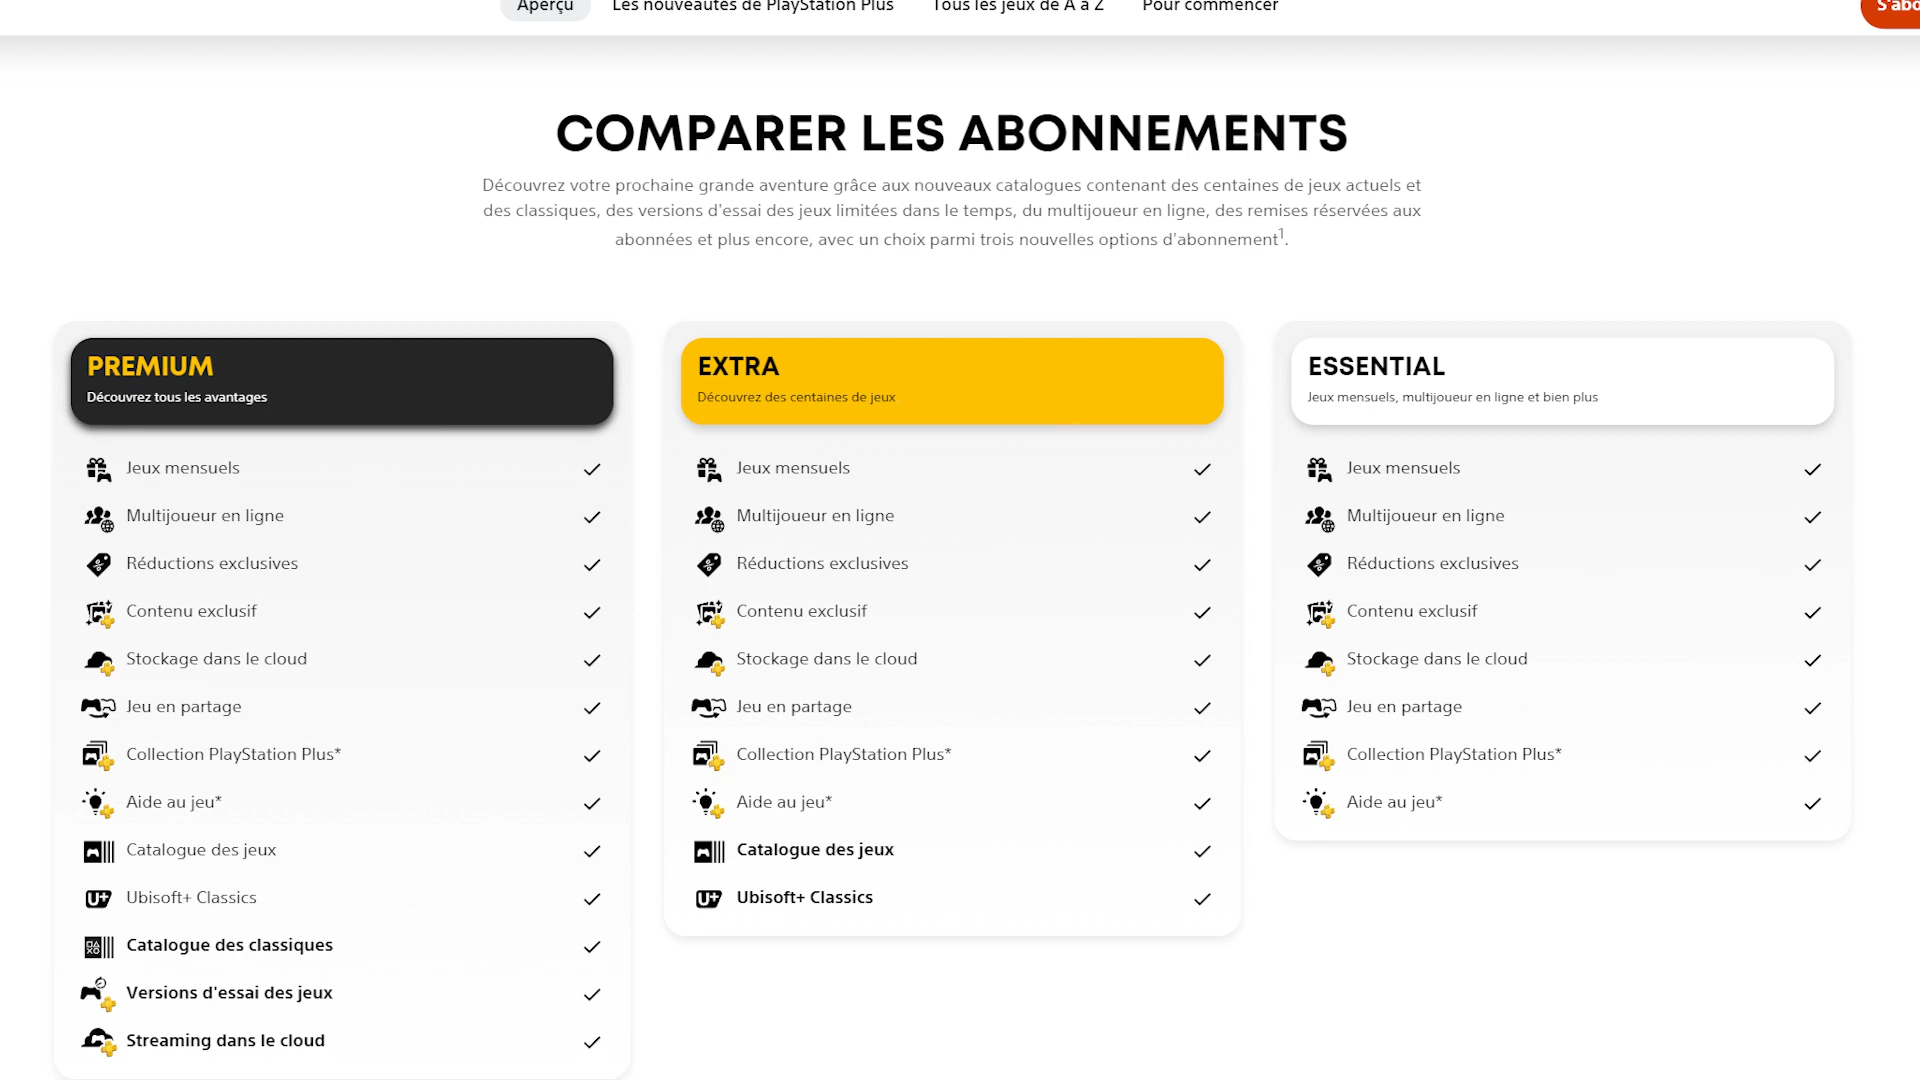 Aperçu Les nouveautés de PlayStation Plus Tous les jeux de A à Z Pour commencer
COMPARER LES ABONNEMENTS
Découvrez votre prochaine grande aventure grâce aux nouveaux catalogues contenant des centaines de jeux actuels et
des classiques, des versions d'essai des jeux limitées dans le temps, du multijoueur en ligne, des remises réservées aux
abonnées et plus encore, avec un choix parmi trois nouvelles options d'abonnement1.
PREMIUM
Découvrez tous les avantages
Jeux mensuels
Multijoueur en ligne
Réductions exclusives
Contenu exclusif
Stockage dans le cloud
Jeu en partage
Collection PlayStation Plus*
Aide au jeu*
Catalogue des jeux
Ubisoft+ Classics
Catalogue des classiques
Versions d'essai des jeux
Streaming dans le cloud
EXTRA
Découvrez des centaines de jeux
Jeux mensuels
Multijoueur en ligne
Réductions exclusives
Contenu exclusif
Stockage dans le cloud
Jeu en partage
Collection PlayStation Plus*
Aide au jeu*
Catalogue des jeux
Ubisoft+ Classics
ESSENTIAL
Jeux mensuels, multijoueur en ligne et bien plus
Jeux mensuels
Multijoueur en ligne
Réductions exclusives
Contenu exclusif
Stockage dans le cloud
Jeu en partage
Collection PlayStation Plus*
Aide au jeu*